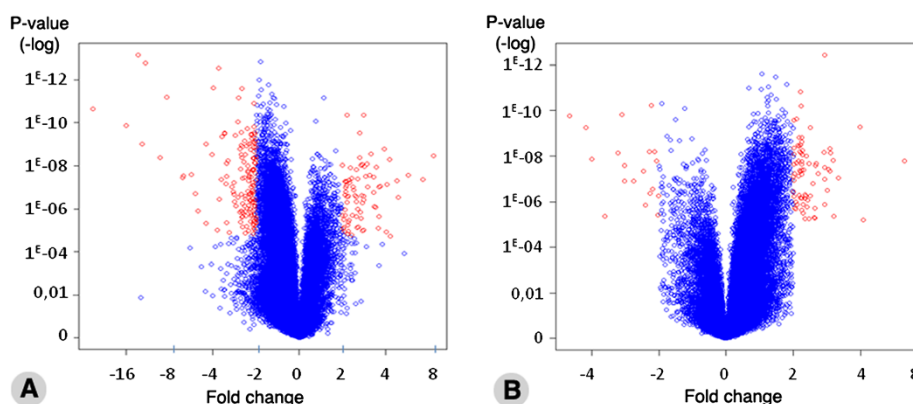 P-value
(-log)
1ᴱ-12
1ᴱ-10
1ᴱ-08
1ᴱ-06
1ᴱ-04
0,01
0
-16 -4 -2 0 2 4 8
Fold change
A
P-value
(-log)
1ᴱ-12
1ᴱ-10
1ᴱ-08
1ᴱ-06
1ᴱ-04
0,01
0
-4 -2 0 2 4
Fold change
B